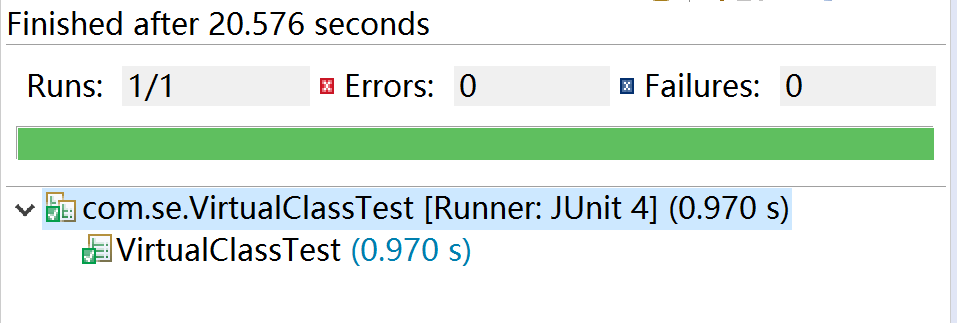 Finished after 20.576 seconds
Runs: 1/1 Errors: 0 Failures: 0
com.se.VirtualClassTest [Runner: JUnit 4] (0.970 s)
VirtualClassTest (0.970 s)